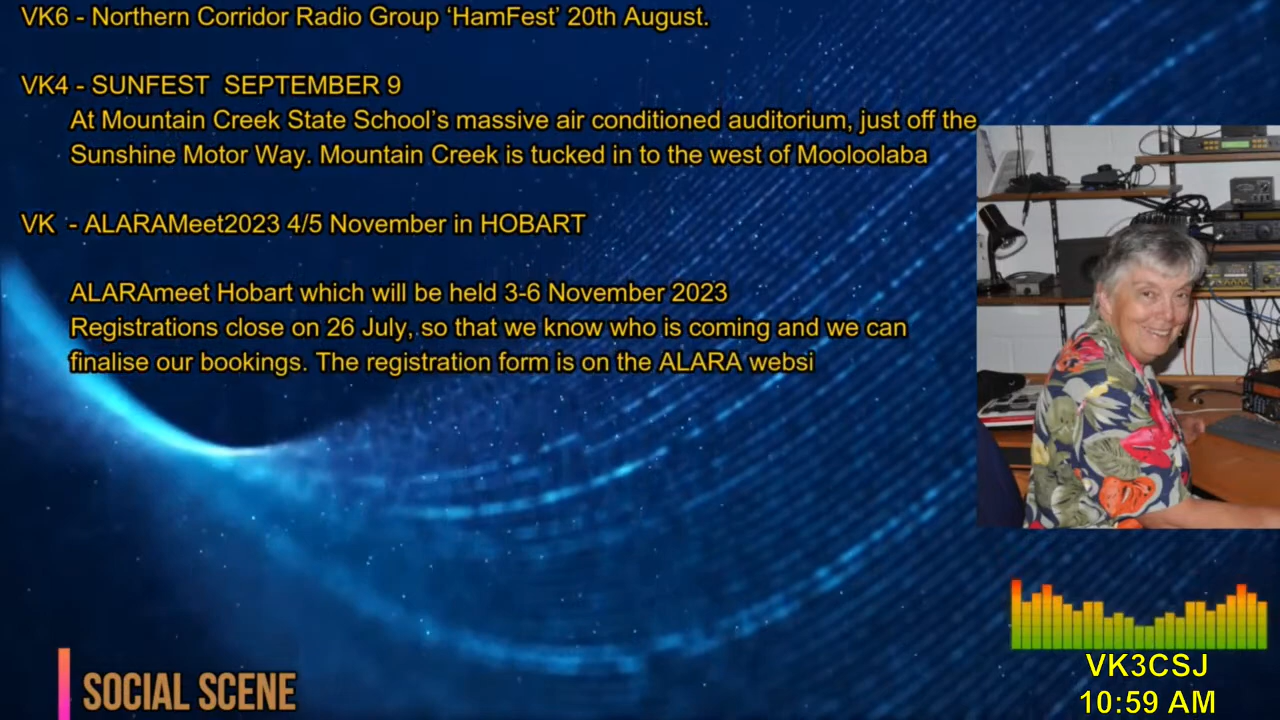 VK6 - Northern Corridor Radio Group ‘HamFest’ 20th August.
VK4 - SUNFEST  SEPTEMBER 9
At Mountain Creek State School’s massive air conditioned auditorium, just off the
Sunshine Motor Way. Mountain Creek is tucked in to the west of Mooloolaba
VK  - ALARAMeet2023 4/5 November in HOBART
ALARAmeet Hobart which will be held 3-6 November 2023
Registrations close on 26 July, so that we know who is coming and we can
finalise our bookings. The registration form is on the ALARA websi
SOCIAL SCENE
VK3CSJ
10:59 AM